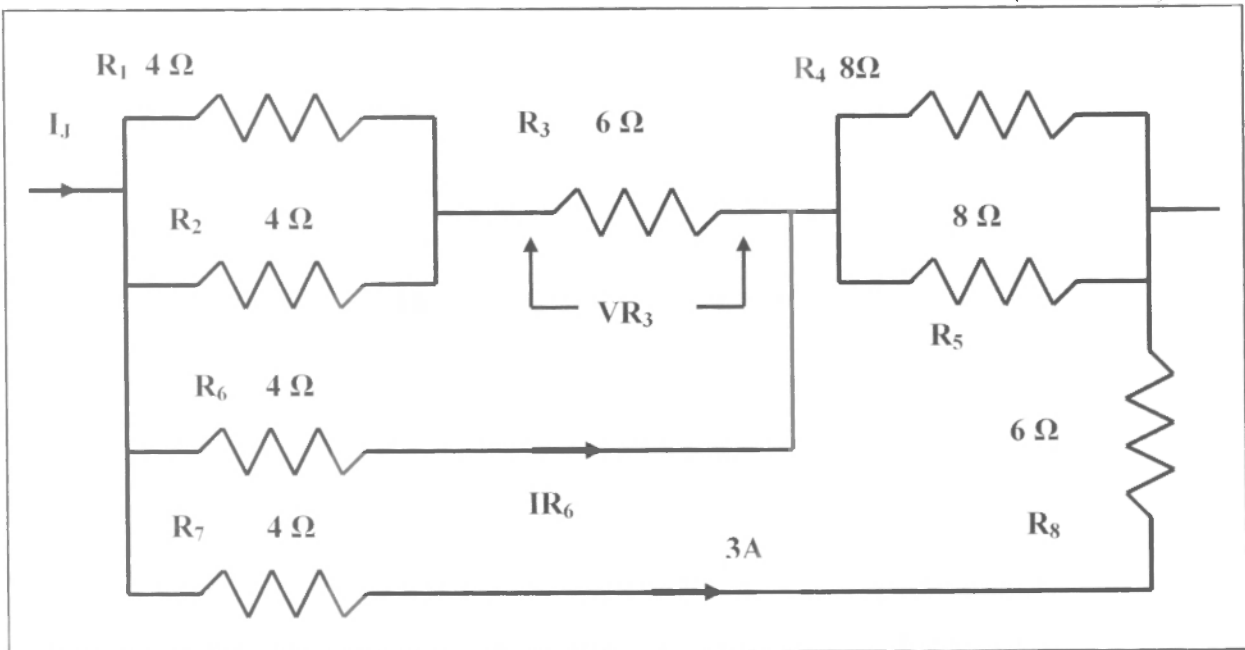 R₁ 4 Ω
R₄ 8Ω
I_J
R₃ 6 Ω
R₂ 4 Ω
8 Ω
VR₃
R₅
R₆ 4 Ω
6 Ω
IR₆
R₇ 4 Ω
R₈
3A